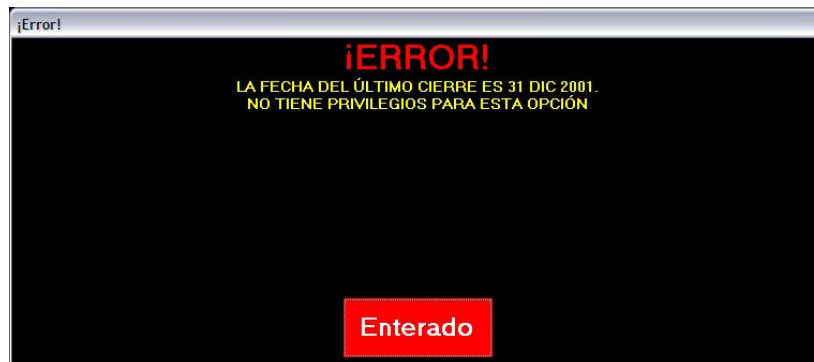 ¡Error!
¡ERROR!
LA FECHA DEL ÚLTIMO CIERRE ES 31 DIC 2001.
NO TIENE PRIVILEGIOS PARA ESTA OPCIÓN
Enterado